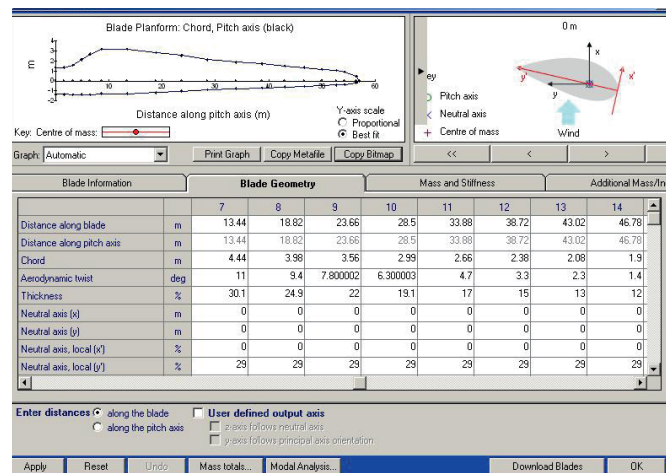 Blade Planform: Chord, Pitch axis (black)
4
3
2
1
0
-1
-2
m
0 10 20 30 40 50 60
Distance along pitch axis (m)
Key: Centre of mass:
Y-axis scale
Proportional
Best fit
0 m
x
y'
x'
y
ey
Pitch axis
Neutral axis
Centre of mass
Wind
Graph: Automatic Print Graph Copy Metafile Copy Bitmap << < >
Blade Information Blade Geometry Mass and Stiffness Additional Mass/In
7 8 9 10 11 12 13 14
Distance along blade m 13.44 18.82 23.66 28.5 33.88 38.72 43.02 46.78
Distance along pitch axis m 13.44 18.82 23.66 28.5 33.88 38.72 43.02 46.78
Chord m 4.44 3.98 3.56 2.99 2.66 2.38 2.08 1.9
Aerodynamic twist deg 11 9.4 7.800002 6.300003 4.7 3.3 2.3 1.4
Thickness % 30.1 24.9 22 19.1 17 15 13 12
Neutral axis (x) m 0 0 0 0 0 0 0 0
Neutral axis (y) m 0 0 0 0 0 0 0 0
Neutral axis, local (x') % 0 0 0 0 0 0 0 0
Neutral axis, local (y') % 29 29 29 29 29 29 29 29
Enter distances along the blade
along the pitch axis
User defined output axis
z-axis follows neutral axis
y-axis follows principal axis orientation
Apply Reset Undo Mass totals... Modal Analysis... Download Blades OK